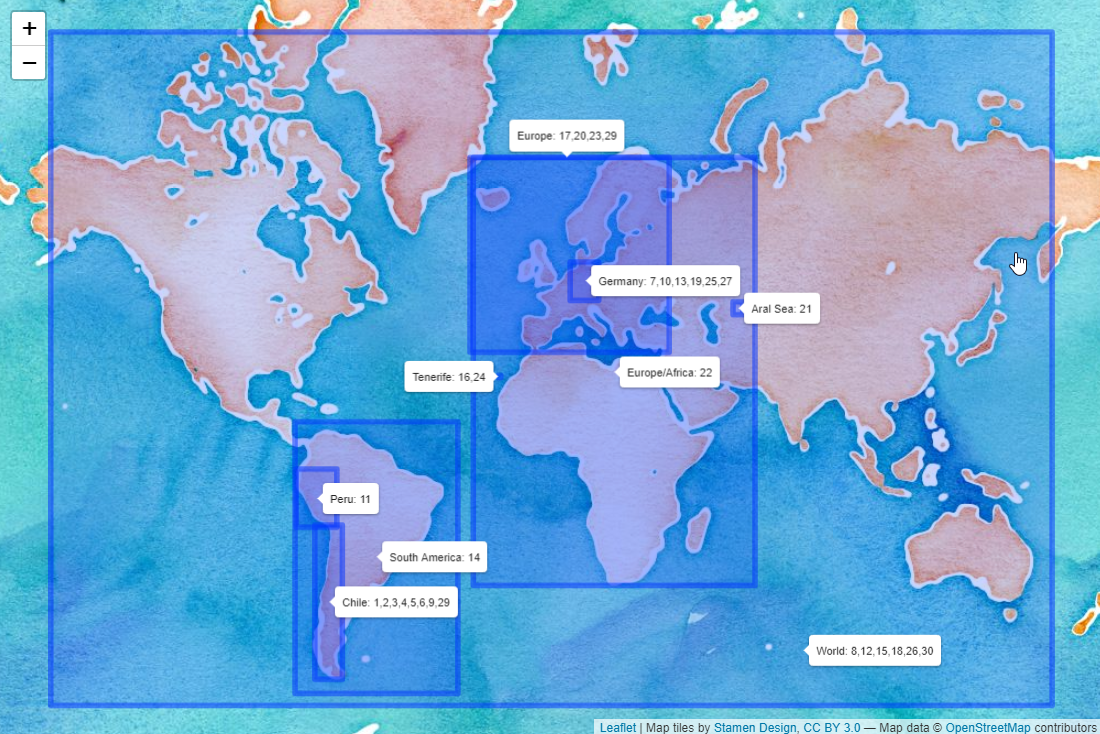 +
−
Europe: 17,20,23,29
Germany: 7,10,13,19,25,27
Aral Sea: 21
Tenerife: 16,24
Europe/Africa: 22
Peru: 11
South America: 14
Chile: 1,2,3,4,5,6,9,29
World: 8,12,15,18,26,30
Leaflet | Map tiles by Stamen Design, CC BY 3.0 — Map data © OpenStreetMap contributors